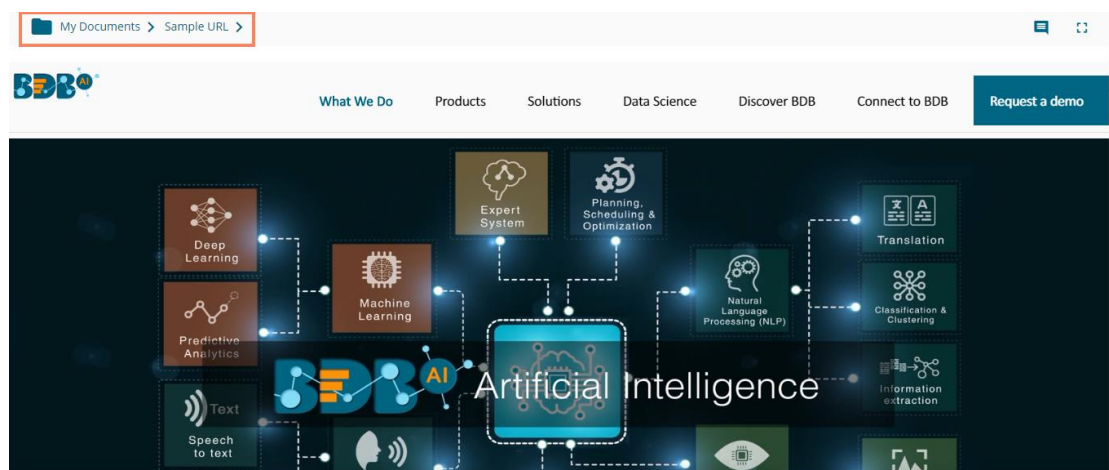 My Documents > Sample URL >
BDB AI
What We Do Products Solutions Data Science Discover BDB Connect to BDB Request a demo
Expert
System
Planning,
Scheduling &
Optimization
文 A
Translation
Deep
Learning
Machine
Learning
Natural
Language
Processing (NLP)
Classification &
Clustering
Predictive
Analytics
BDB AI Artificial Intelligence
Information
extraction
Text
Speech
to text